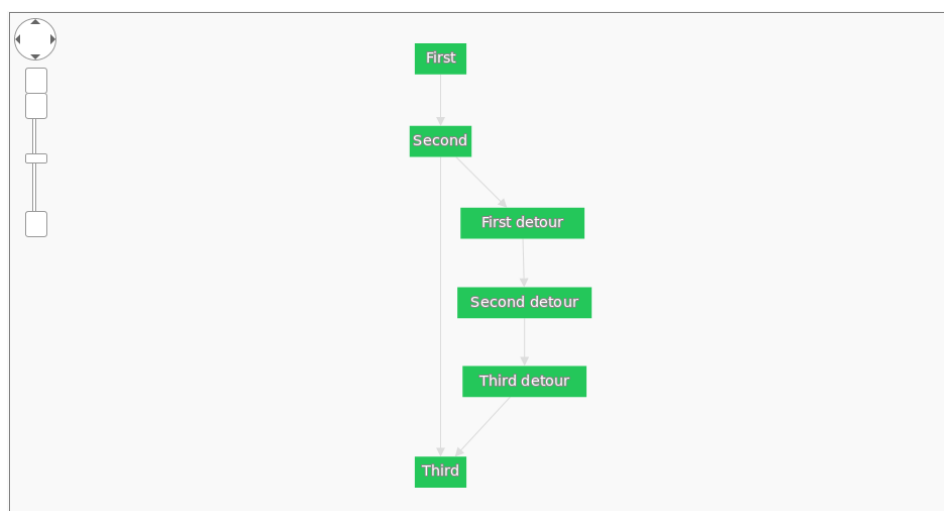 First
Second
First detour
Second detour
Third detour
Third